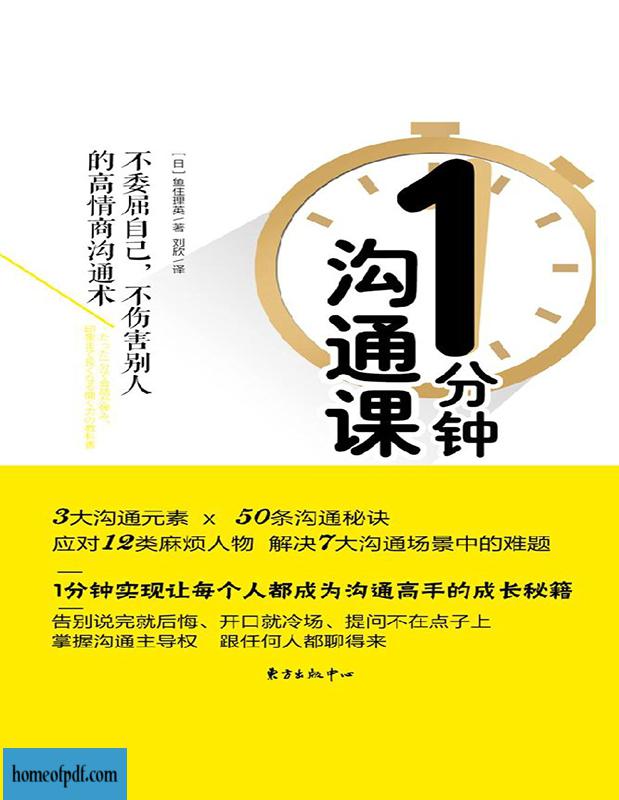 1分钟
沟通课
[日]鱼住理英/著 刘欣/译
不委屈自己，不伤害别人
的高情商沟通术
3大沟通元素 x 50条沟通秘诀
应对12类麻烦人物 解决7大沟通场景中的难题
1分钟实现让每个人都成为沟通高手的成长秘籍
告别说完就后悔、开口就冷场、提问不在点子上
掌握沟通主导权 跟任何人都聊得来
东方出版中心
homeofpdf.com